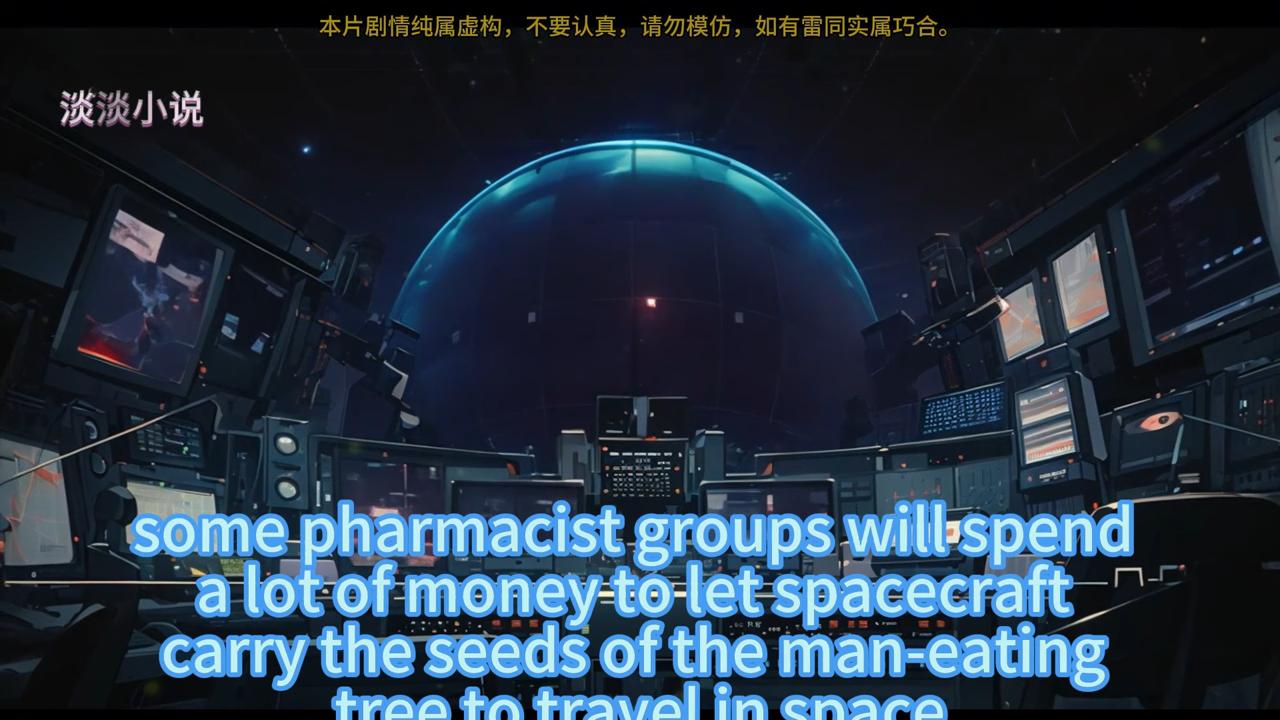 本片剧情纯属虚构，不要认真，请勿模仿，如有雷同实属巧合。
淡淡小说
some pharmacist groups will spend
a lot of money to let spacecraft
carry the seeds of the man-eating
tree to travel in space